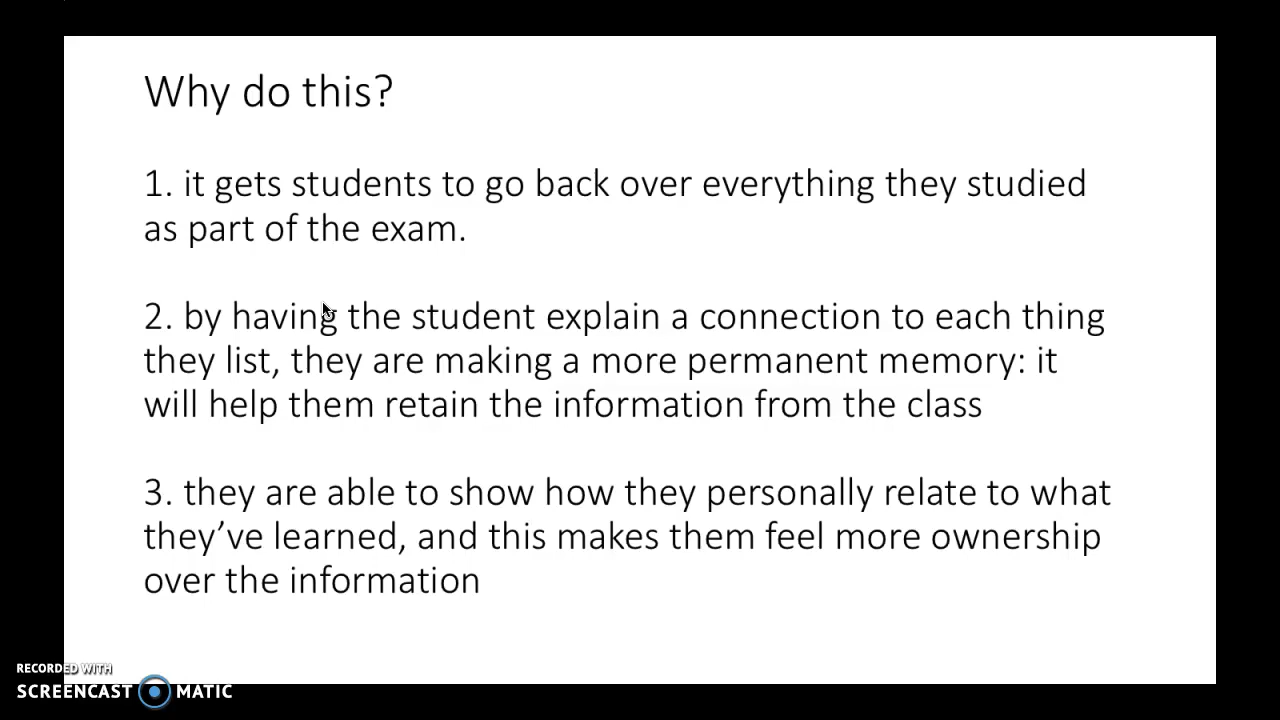 Why do this?
1. it gets students to go back over everything they studied
as part of the exam.
2. by having the student explain a connection to each thing
they list, they are making a more permanent memory: it
will help them retain the information from the class
3. they are able to show how they personally relate to what
they’ve learned, and this makes them feel more ownership
over the information
RECORDED WITH
SCREENCAST MATIC